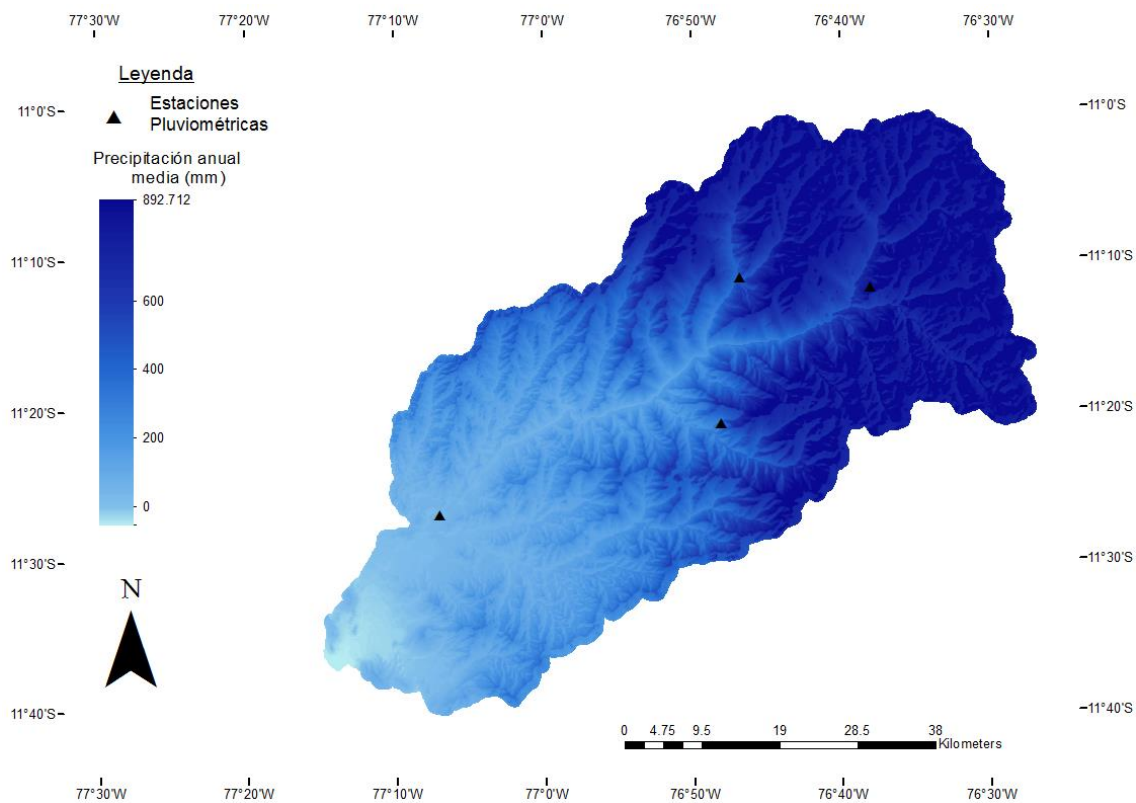 77°30'W 77°20'W 77°10'W 77°0'W 76°50'W 76°40'W 76°30'W
Leyenda
Estaciones
Pluviométricas
Precipitación anual
media (mm)
892.712
600
400
200
0
11°0'S 11°0'S
11°10'S 11°10'S
11°20'S 11°20'S
11°30'S 11°30'S
11°40'S 11°40'S
N
0 4.75 9.5 19 28.5 38
Kilometers
77°30'W 77°20'W 77°10'W 77°0'W 76°50'W 76°40'W 76°30'W